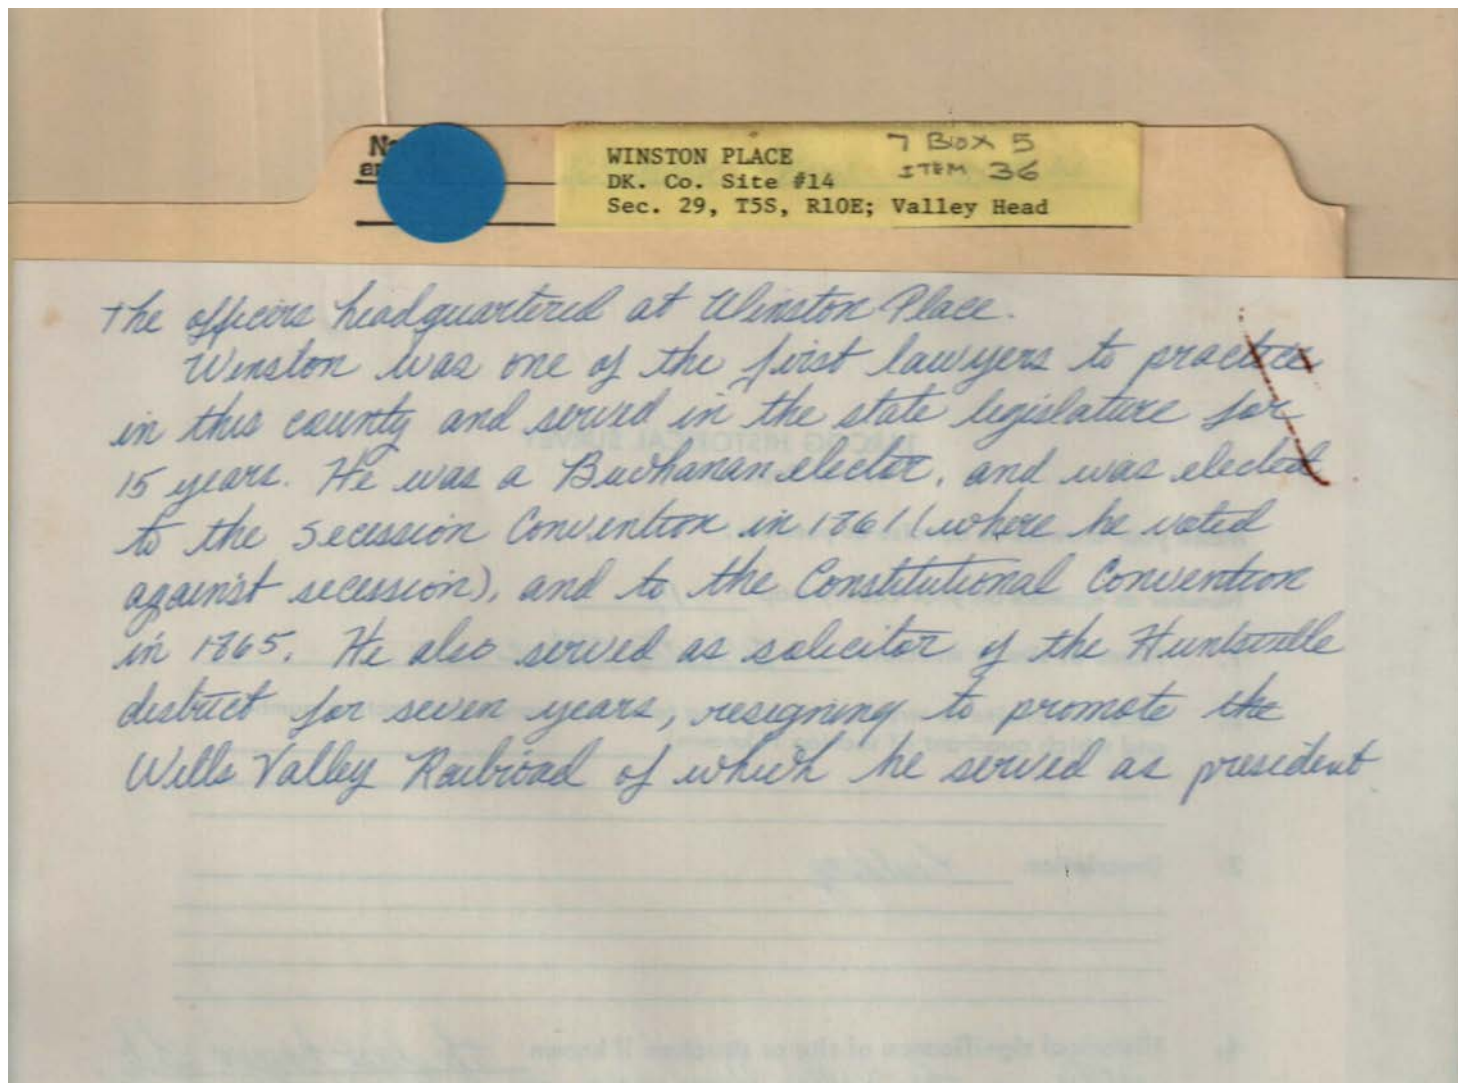 WINSTON PLACE 7 BOX 5
DK. Co. Site #14 ITEM 36
Sec. 29, T5S, R10E; Valley Head
the officers headquartered at Winston Place.
Winston was one of the first lawyers to practice
in this county and served in the state legislature for
15 years. He was a Buchanan elector, and was elected
to the Secession Convention in 1861 (where he voted
against secession), and to the Constitutional Convention
in 1865. He also served as solicitor of the Huntsville
district for seven years, resigning to promote the
Wills Valley Railroad of which he served as president